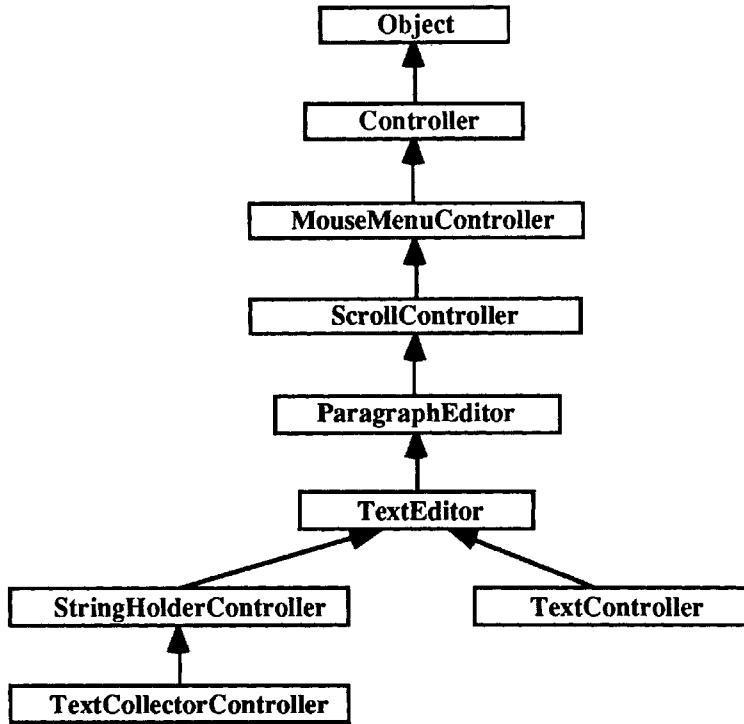 Object
Controller
MouseMenuController
ScrollController
ParagraphEditor
TextEditor
StringHolderController
TextController
TextCollectorController